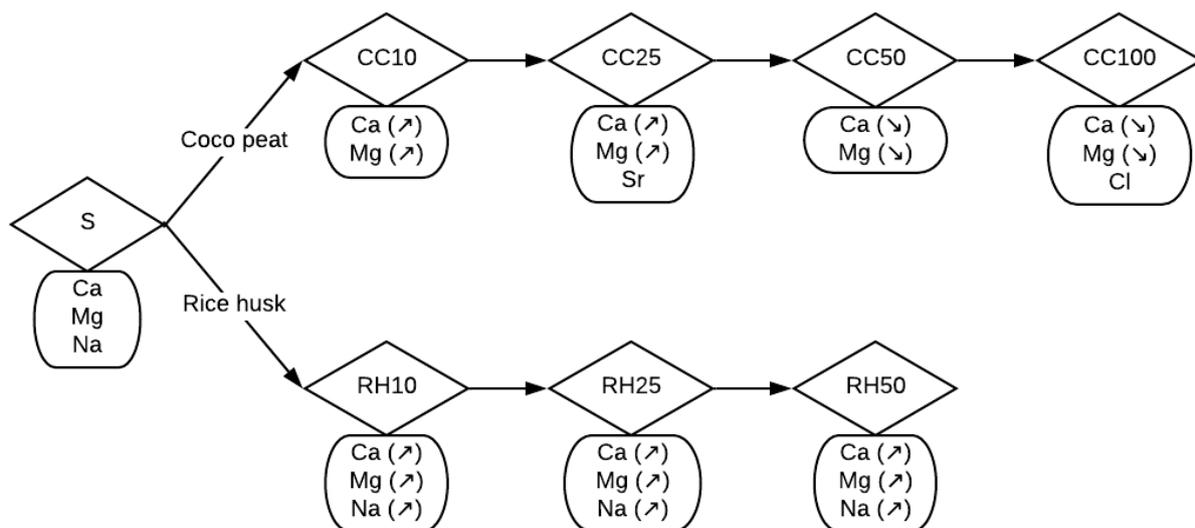 CC10
CC25
CC50
CC100
Ca (↗)
Mg (↗)
Ca (↗)
Mg (↗)
Sr
Ca (↘)
Mg (↘)
Ca (↘)
Mg (↘)
Cl
Coco peat
S
Ca
Mg
Na
Rice husk
RH10
RH25
RH50
Ca (↗)
Mg (↗)
Na (↗)
Ca (↗)
Mg (↗)
Na (↗)
Ca (↗)
Mg (↗)
Na (↗)